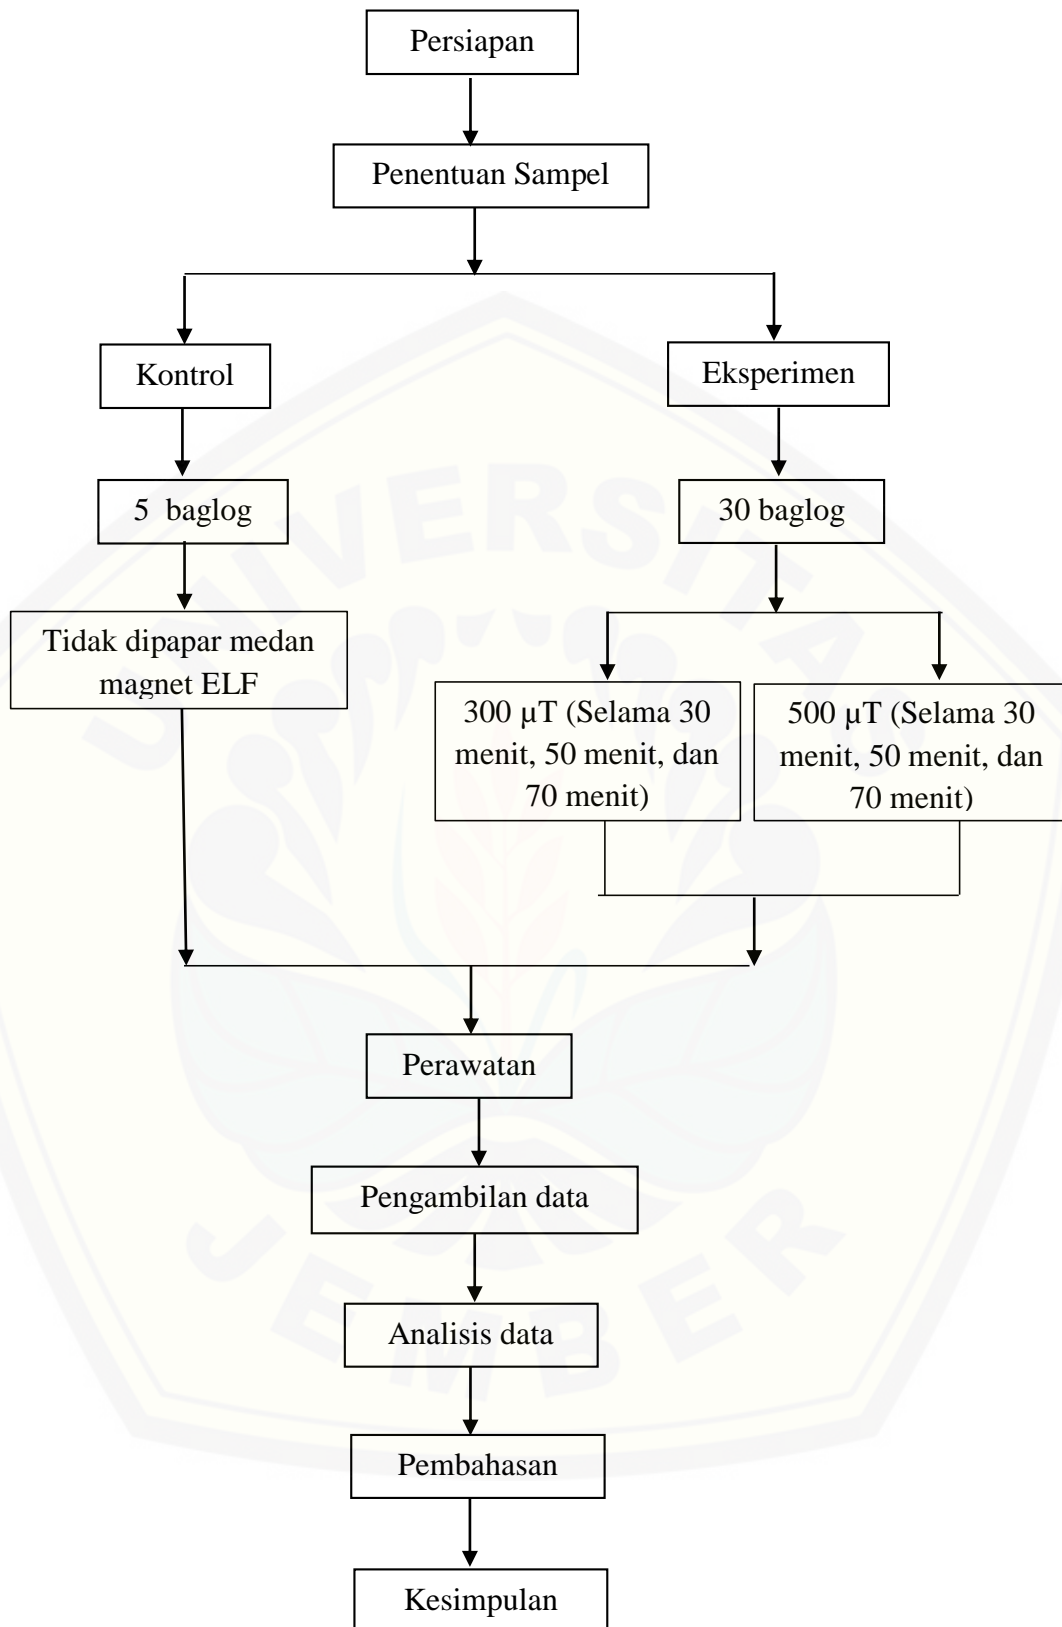 Persiapan
Penentuan Sampel
Kontrol
Eksperimen
5 baglog
30 baglog
Tidak dipapar medan
magnet ELF
300 µT (Selama 30
menit, 50 menit, dan
70 menit)
500 µT (Selama 30
menit, 50 menit, dan
70 menit)
Perawatan
Pengambilan data
Analisis data
Pembahasan
Kesimpulan
UNIVERSITAS
JEMBER